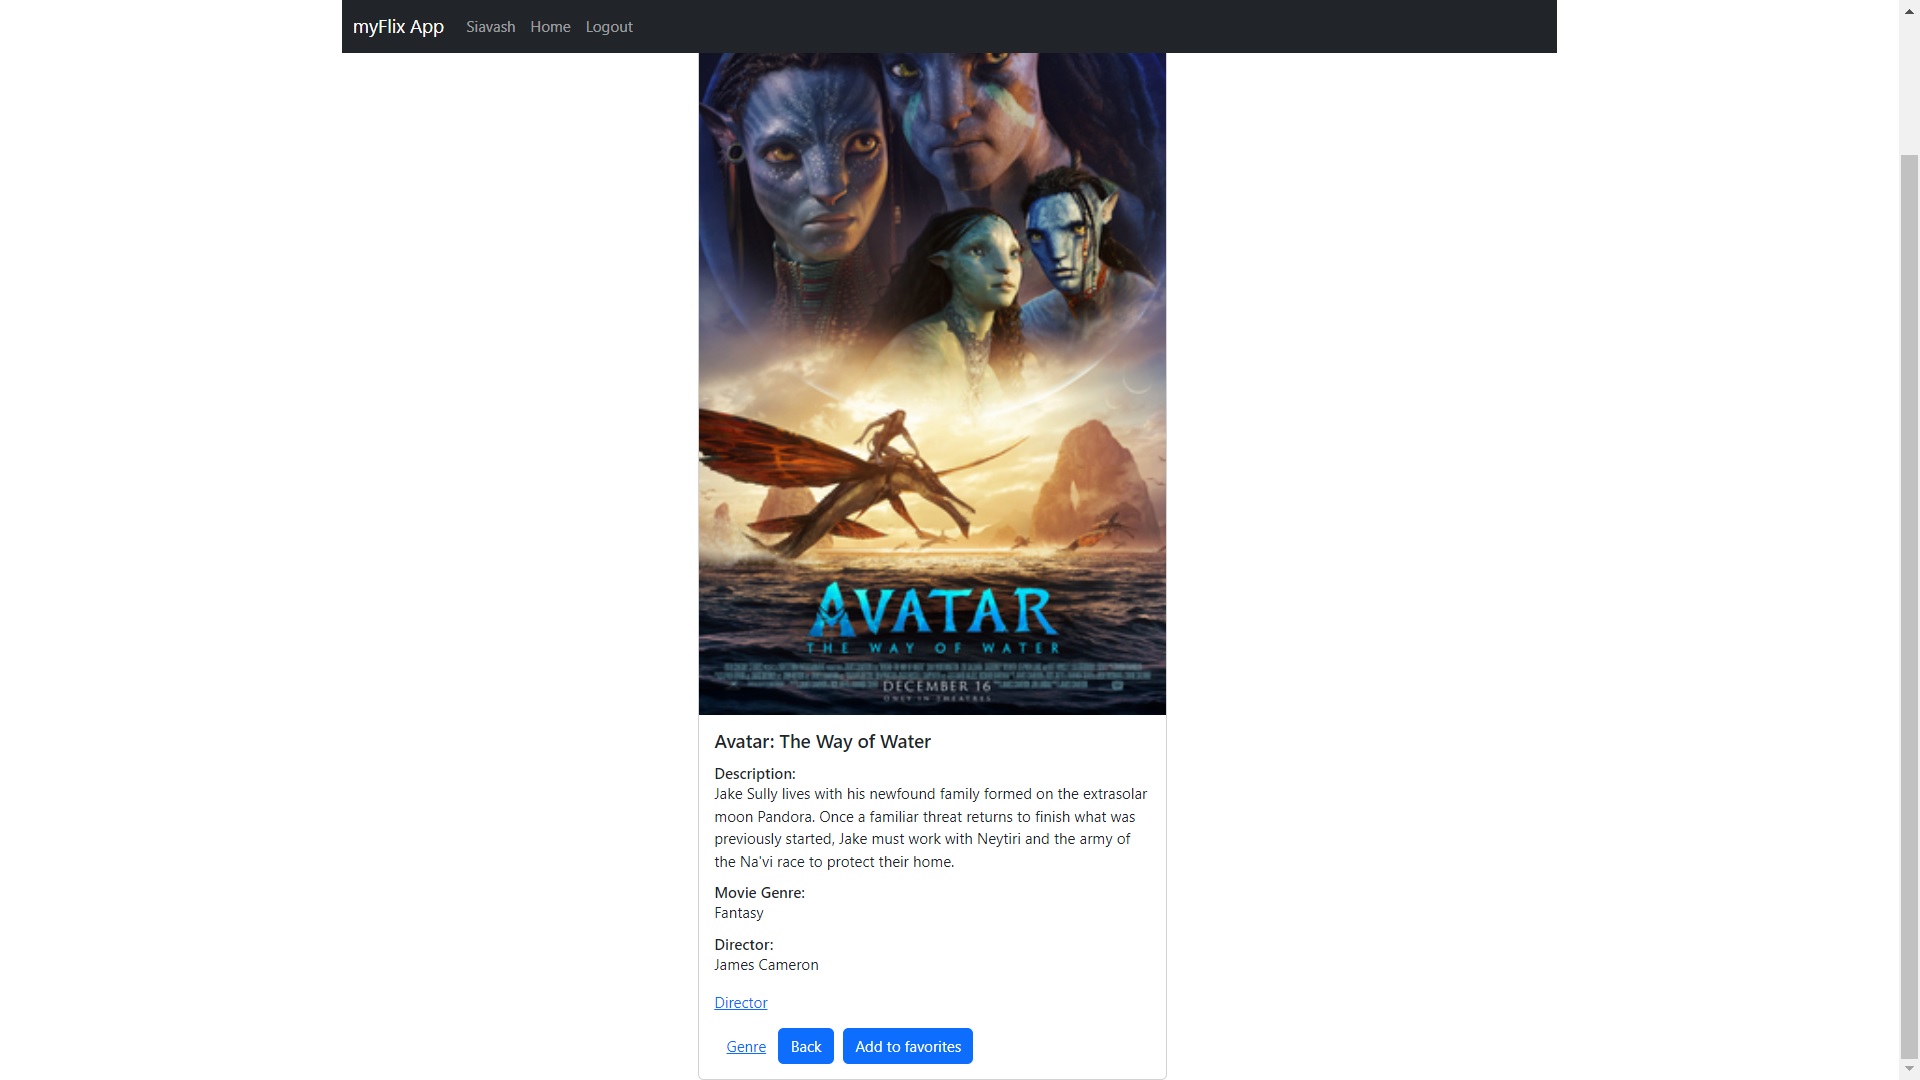 myFlix App Siavash Home Logout
AVATAR
THE WAY OF WATER
DECEMBER 16
ONLY IN THEATRES
Avatar: The Way of Water
Description:
Jake Sully lives with his newfound family formed on the extrasolar
moon Pandora. Once a familiar threat returns to finish what was
previously started, Jake must work with Neytiri and the army of
the Na'vi race to protect their home.
Movie Genre:
Fantasy
Director:
James Cameron
Director
Genre Back Add to favorites